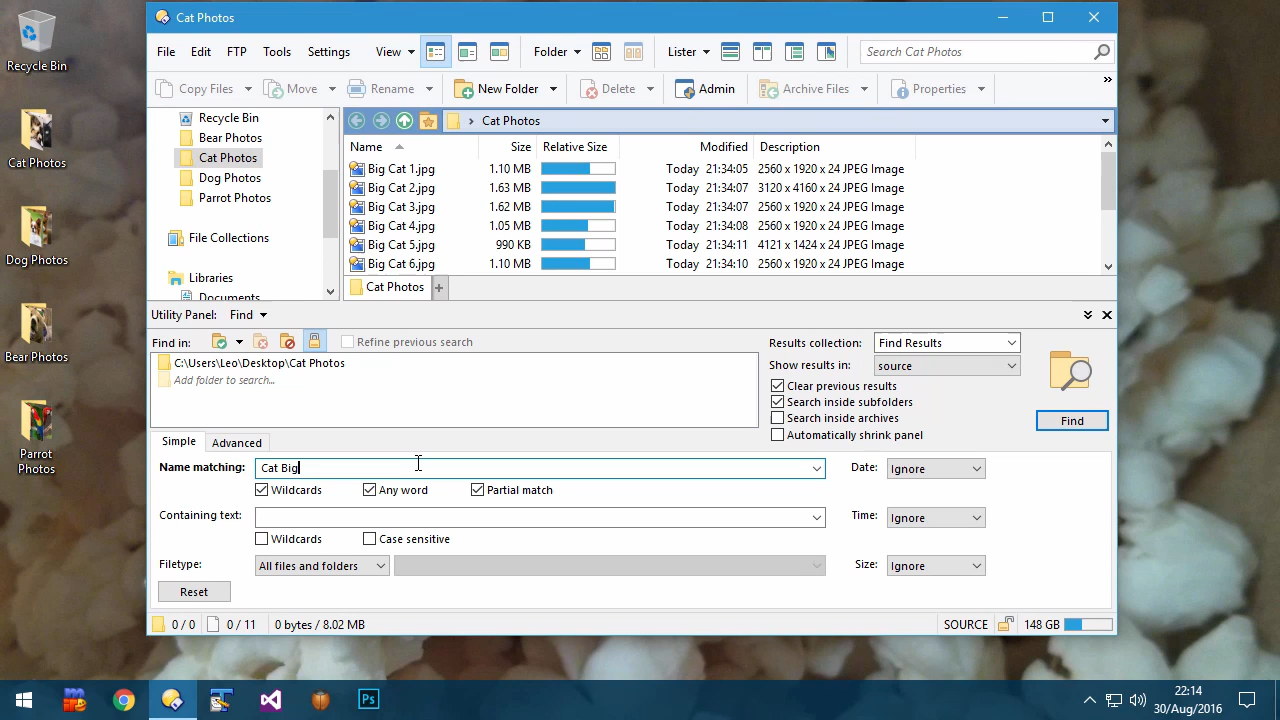 Recycle Bin
Cat Photos
Dog Photos
Bear Photos
Parrot
Photos
Cat Photos
File Edit FTP Tools Settings View Folder Lister Search Cat Photos
Copy Files Move Rename New Folder Delete Admin Archive Files Properties »
Recycle Bin
Bear Photos
Cat Photos
Dog Photos
Parrot Photos
File Collections
Libraries
Documents
Cat Photos
Name Size Relative Size Modified Description
Big Cat 1.jpg 1.10 MB Today 21:34:05 2560 x 1920 x 24 JPEG Image
Big Cat 2.jpg 1.63 MB Today 21:34:07 3120 x 4160 x 24 JPEG Image
Big Cat 3.jpg 1.62 MB Today 21:34:07 2560 x 1920 x 24 JPEG Image
Big Cat 4.jpg 1.05 MB Today 21:34:08 2560 x 1920 x 24 JPEG Image
Big Cat 5.jpg 990 KB Today 21:34:11 4121 x 1424 x 24 JPEG Image
Big Cat 6.jpg 1.10 MB Today 21:34:10 2560 x 1920 x 24 JPEG Image
Cat Photos +
Utility Panel: Find
Find in: Refine previous search
C:\Users\Leo\Desktop\Cat Photos
Add folder to search...
Results collection: Find Results
Show results in: source
Clear previous results
Search inside subfolders
Search inside archives
Automatically shrink panel
Find
Simple Advanced
Name matching: Cat Big Date: Ignore
Wildcards Any word Partial match
Containing text: Time: Ignore
Wildcards Case sensitive
Filetype: All files and folders Size: Ignore
Reset
0 / 0 0 / 11 0 bytes / 8.02 MB SOURCE 148 GB
Ps
22:14
30/Aug/2016